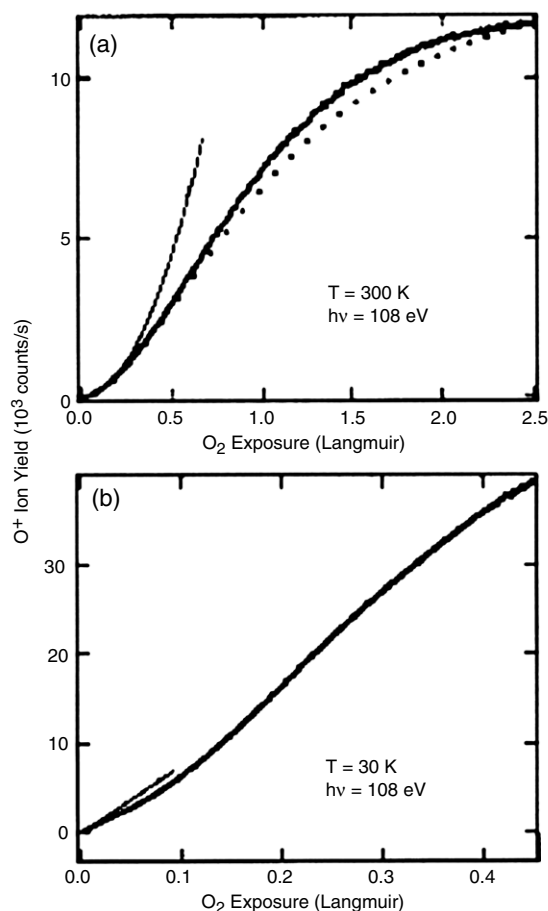 (a)
10
5
0
T = 300 K
hν = 108 eV
0.0 0.5 1.0 1.5 2.0 2.5
O₂ Exposure (Langmuir)
O⁺ Ion Yield (10³ counts/s)
(b)
30
20
10
0
T = 30 K
hν = 108 eV
0.0 0.1 0.2 0.3 0.4
O₂ Exposure (Langmuir)